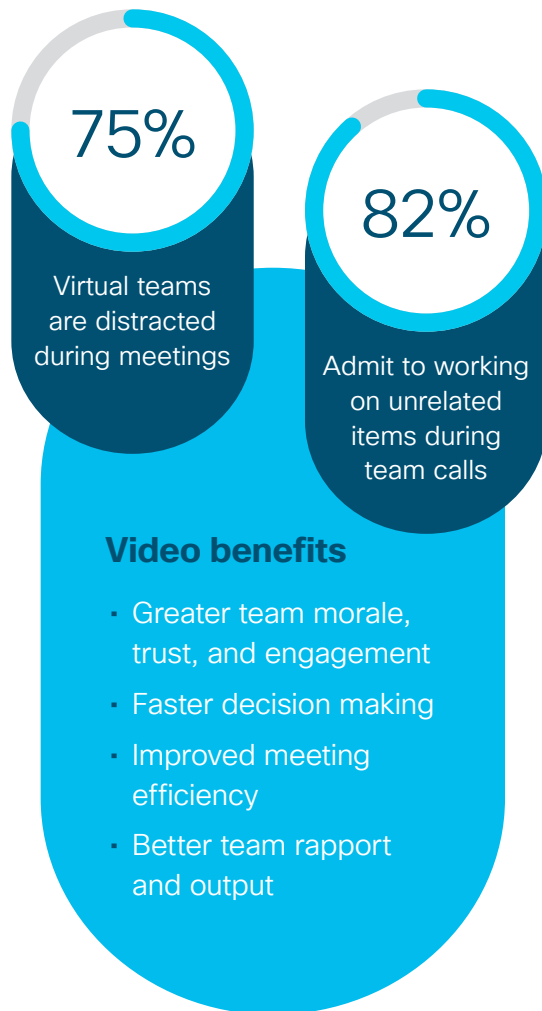 75%
Virtual teams
are distracted
during meetings
82%
Admit to working
on unrelated
items during
team calls
Video benefits
· Greater team morale,
trust, and engagement
· Faster decision making
· Improved meeting
efficiency
· Better team rapport
and output